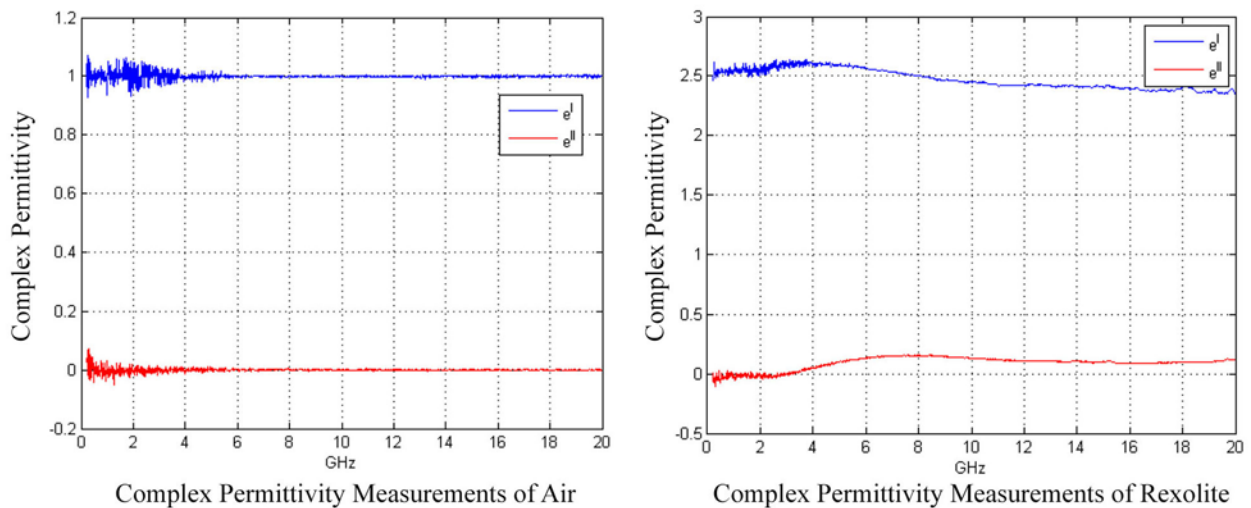 1.2
1
0.8
0.6
0.4
0.2
0
-0.2
0 2 4 6 8 10 12 14 16 18 20
GHz
Complex Permittivity
e^I
e^II
Complex Permittivity Measurements of Air
3
2.5
2
1.5
1
0.5
0
-0.5
0 2 4 6 8 10 12 14 16 18 20
GHz
Complex Permittivity
e^I
e^II
Complex Permittivity Measurements of Rexolite